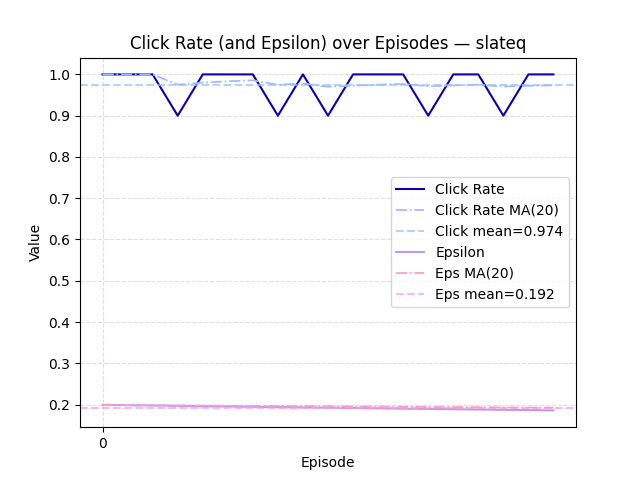 Click Rate (and Epsilon) over Episodes — slateq
1.0
0.9
0.8
0.7
0.6
0.5
0.4
0.3
0.2
Value
Click Rate
Click Rate MA(20)
Click mean=0.974
Epsilon
Eps MA(20)
Eps mean=0.192
0
Episode